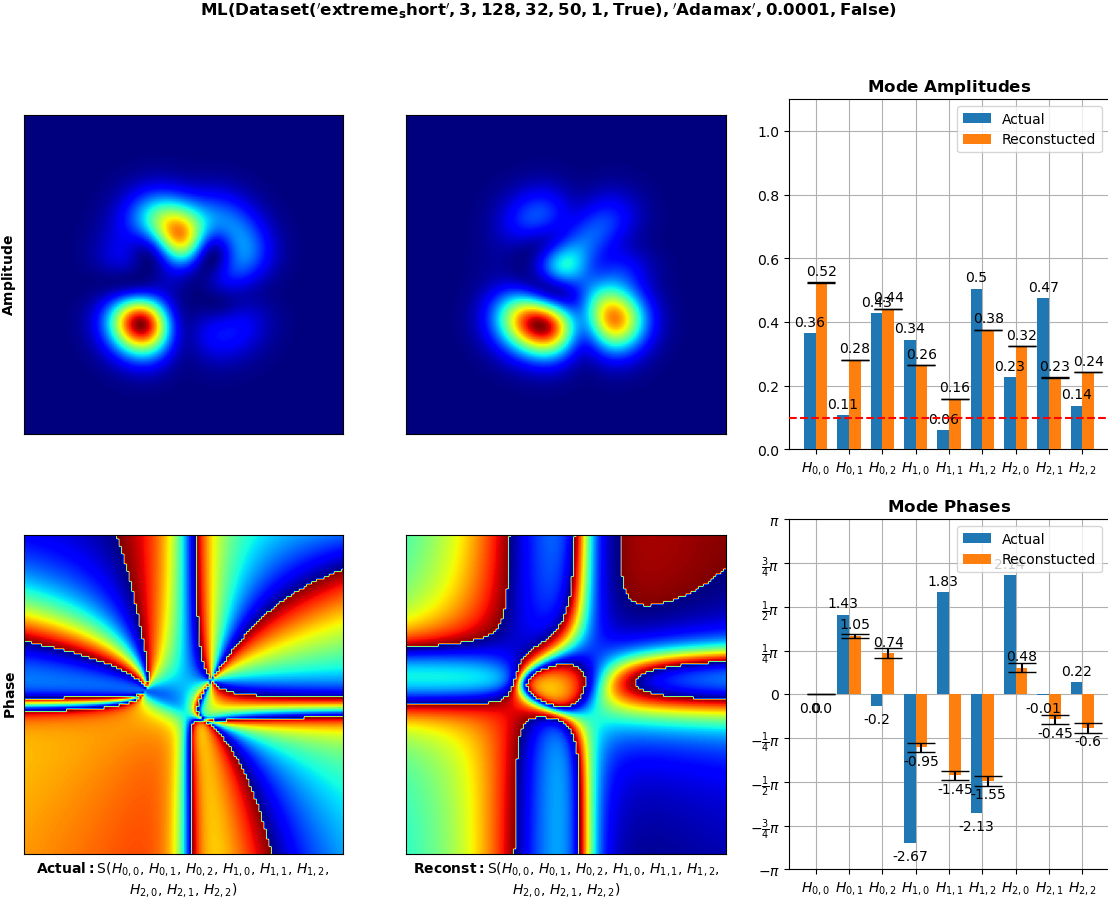 ML(Dataset('extreme_short', 3, 128, 32, 50, 1, True), 'Adamax', 0.0001, False)
Amplitude
Mode Amplitudes
Actual
Reconstucted
1.0
0.8
0.6
0.4
0.2
0.0
0.36
0.52
0.11
0.28
0.43
0.44
0.34
0.26
0.06
0.16
0.5
0.38
0.23
0.32
0.47
0.23
0.14
0.24
H0,0 H0,1 H0,2 H1,0 H1,1 H1,2 H2,0 H2,1 H2,2
Phase
Mode Phases
Actual
Reconstucted
π
3/4π
1/2π
1/4π
0
−1/4π
−1/2π
−3/4π
−π
0.0
0.0
1.43
1.05
-0.2
0.74
-2.67
-0.95
1.83
-1.45
-2.13
-1.55
0.48
-0.01
-0.45
0.22
-0.6
H0,0 H0,1 H0,2 H1,0 H1,1 H1,2 H2,0 H2,1 H2,2
Actual: S(H0,0, H0,1, H0,2, H1,0, H1,1, H1,2,
H2,0, H2,1, H2,2)
Reconst: S(H0,0, H0,1, H0,2, H1,0, H1,1, H1,2,
H2,0, H2,1, H2,2)